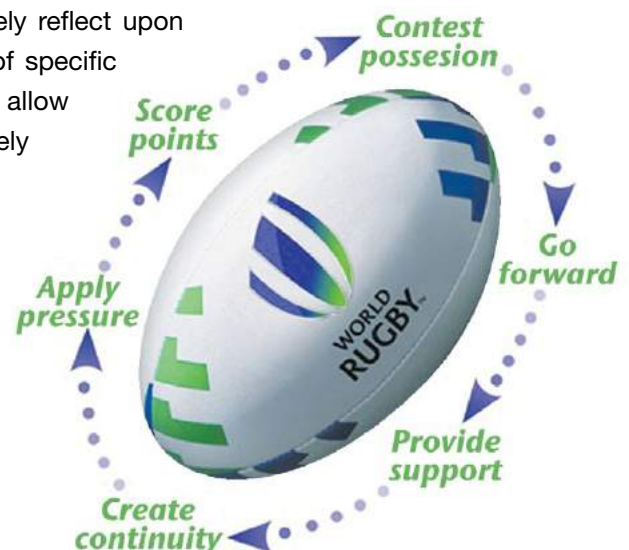 ely reflect upon
of specific
allow
ely
Contest
possesion
Go
forward
Provide
support
Create
continuity
Apply
pressure
Score
points
WORLD
RUGBY™